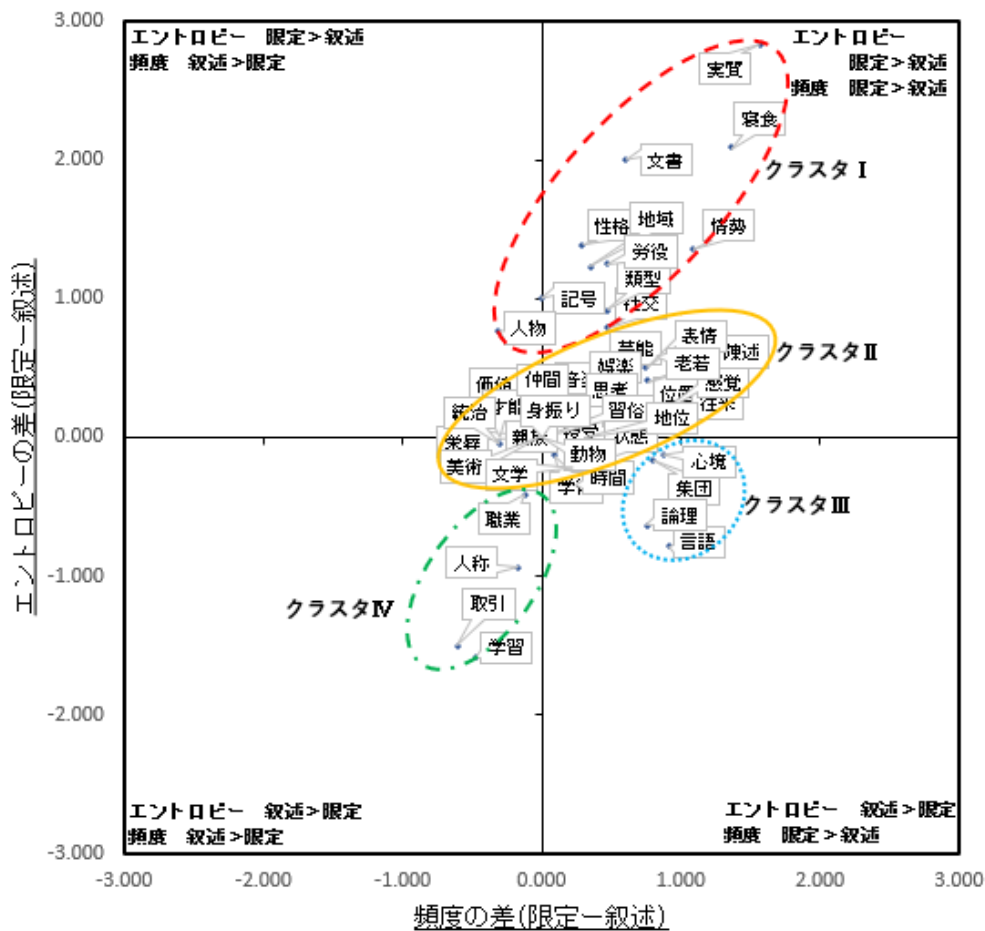 3.000
エントロピー 限定>叙述
頻度 叙述>限定
エントロピー
限定>叙述
頻度 限定>叙述
実質
寝食
2.000
文書
クラスタⅠ
性格
地域
情勢
労役
類型
1.000
記号
社交
人物
表情
芸能
陳述
クラスタⅡ
娯楽
老若
価値
仲間
思考
位置
感覚
統治
才能
身振り
習俗
地位
往来
0.000
栄辱
親族
状態
動物
心境
美術
文学
時間
集団
クラスタⅢ
職業
論理
言語
人称
-1.000
取引
クラスタⅣ
学習
-2.000
エントロピー 叙述>限定
頻度 叙述>限定
エントロピー 叙述>限定
頻度 限定>叙述
-3.000
-3.000
-2.000
-1.000
0.000
1.000
2.000
3.000
頻度の差(限定ー叙述)
エントロピーの差(限定ー叙述)